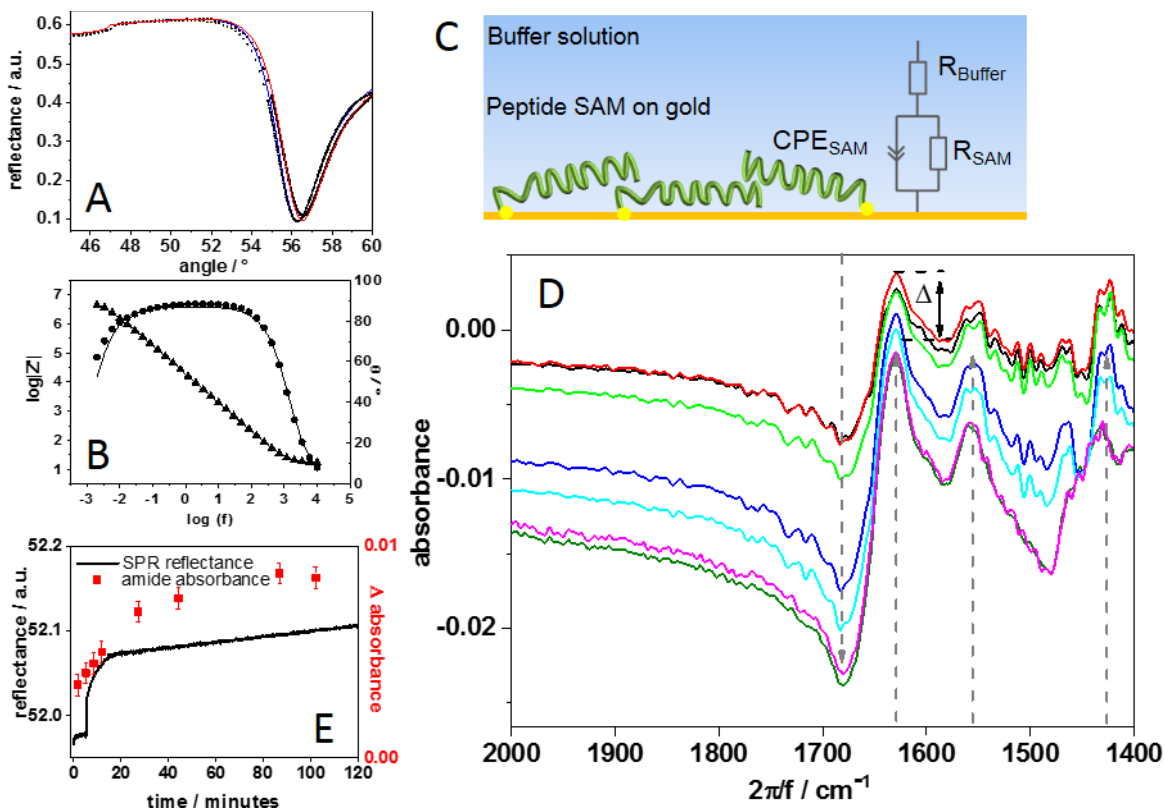 A
reflectance / a.u.
0.6
0.5
0.4
0.3
0.2
0.1
46 48 50 52 54 56 58 60
angle / °
B
log|Z|
7
6
5
4
3
2
1
-3 -2 -1 0 1 2 3 4 5
log (f)
100
80
60
40
20
0
θ / °
C
Buffer solution
Peptide SAM on gold
R_Buffer
CPE_SAM
R_SAM
D
Δ
absorbance
0.00
-0.01
-0.02
2000 1900 1800 1700 1600 1500 1400
2π/f / cm⁻¹
E
SPR reflectance
amide absorbance
reflectance / a.u.
52.2
52.1
52.0
0 20 40 60 80 100 120
time / minutes
0.01
0.00
Δ absorbance